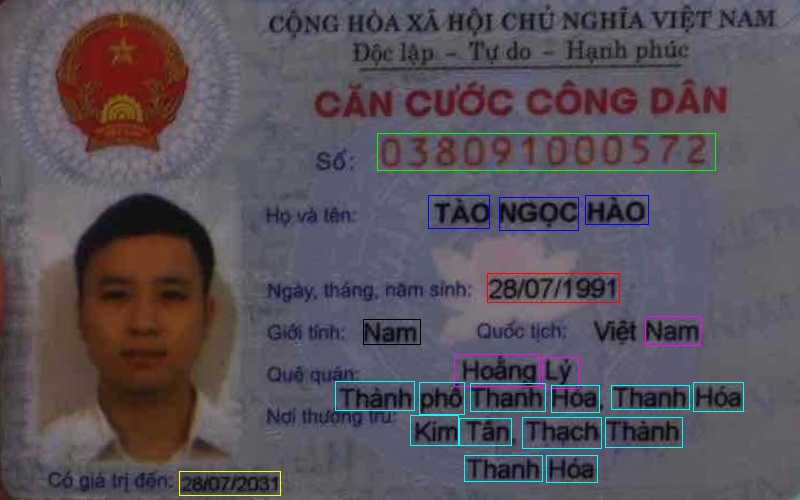 CỘNG HÒA XÃ HỘI CHỦ NGHĨA VIỆT NAM
Độc lập - Tự do - Hạnh phúc
CĂN CƯỚC CÔNG DÂN
Số: 038091000572
Họ và tên: TÀO NGỌC HÀO
Ngày, tháng, năm sinh: 28/07/1991
Giới tính: Nam Quốc tịch: Việt Nam
Quê quán: Hoằng Lý
Thành phố Thanh Hóa, Thanh Hóa
Nơi thường trú: Kim Tân, Thạch Thành
Thanh Hóa
Có giá trị đến: 28/07/2031